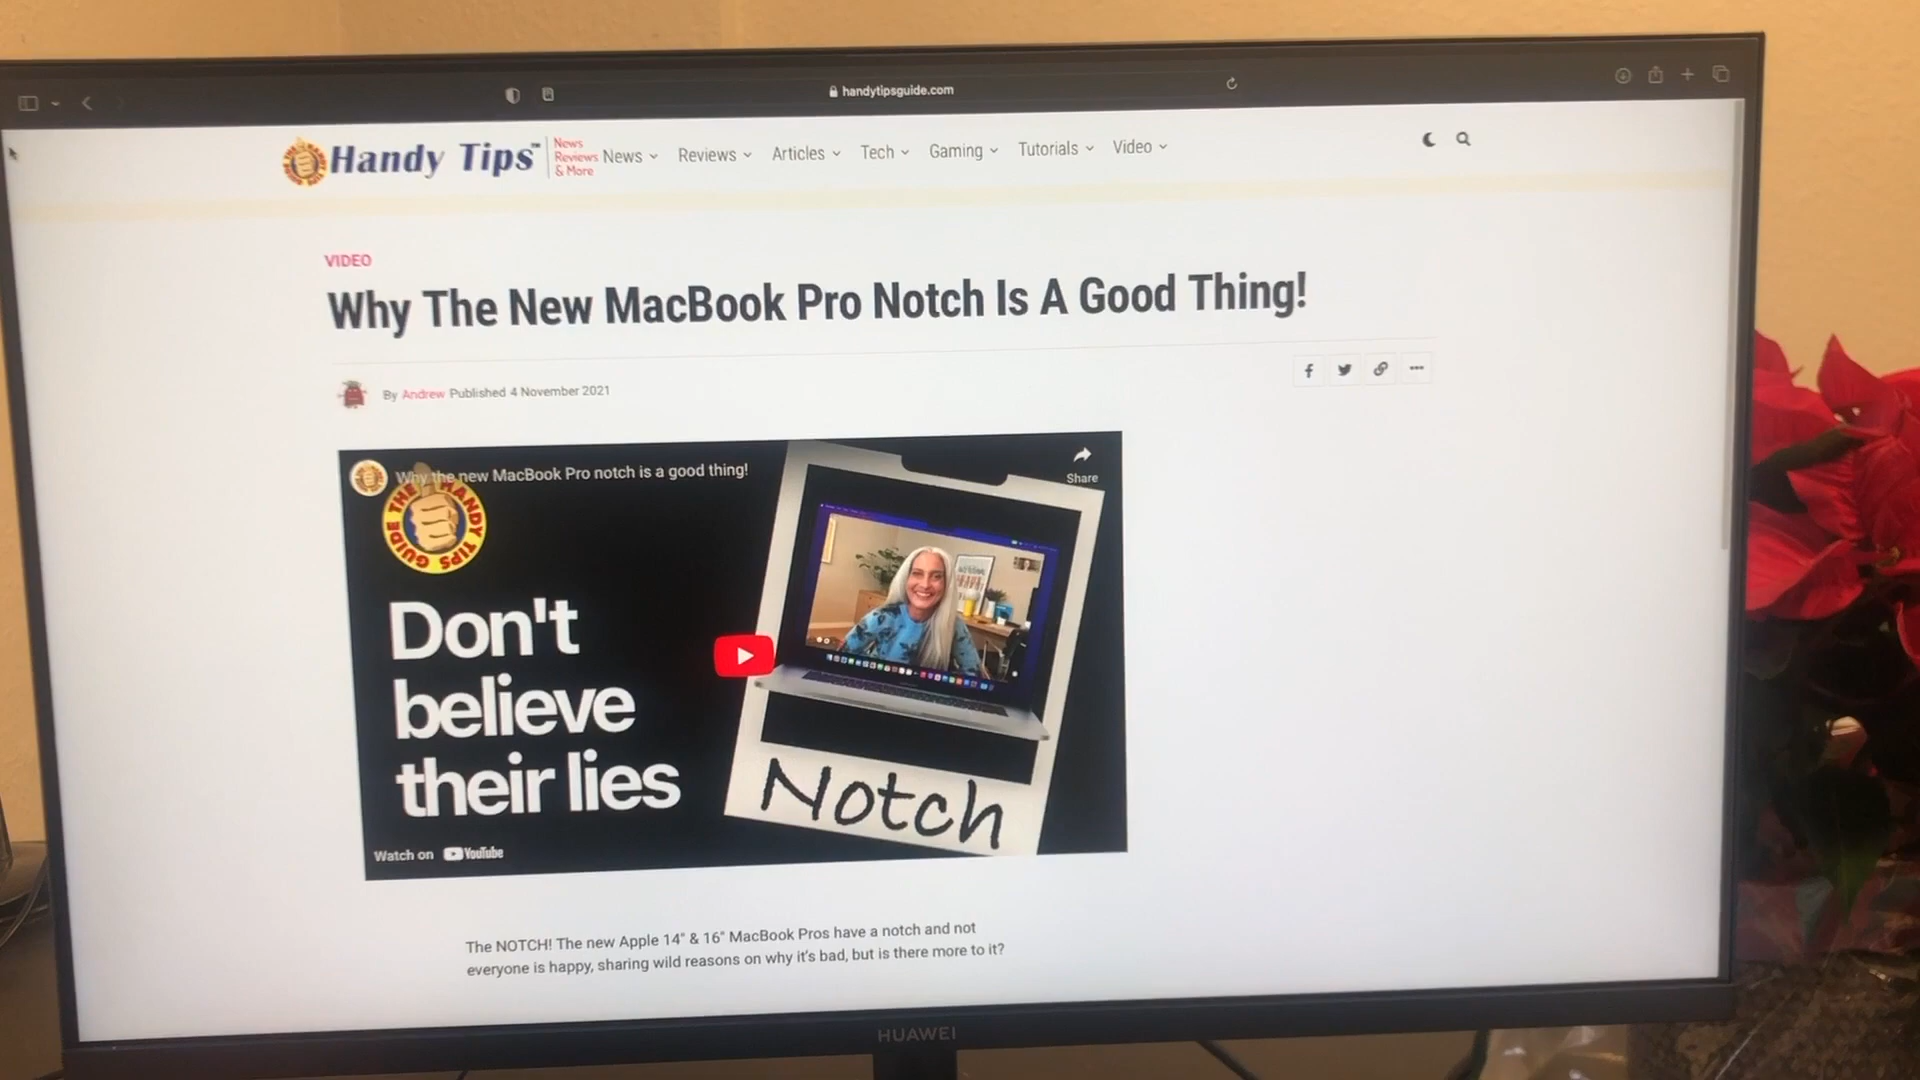 handytipsguide.com
Handy Tips™
News
Reviews
& More
News
Reviews
Articles
Tech
Gaming
Tutorials
Video
VIDEO
Why The New MacBook Pro Notch Is A Good Thing!
By Andrew Published 4 November 2021
Why the new MacBook Pro notch is a good thing!
Share
THE HANDY TIPS GUIDE
Don't
believe
their lies
Notch
Watch on YouTube
The NOTCH! The new Apple 14" & 16" MacBook Pros have a notch and not
everyone is happy, sharing wild reasons on why it's bad, but is there more to it?
HUAWEI